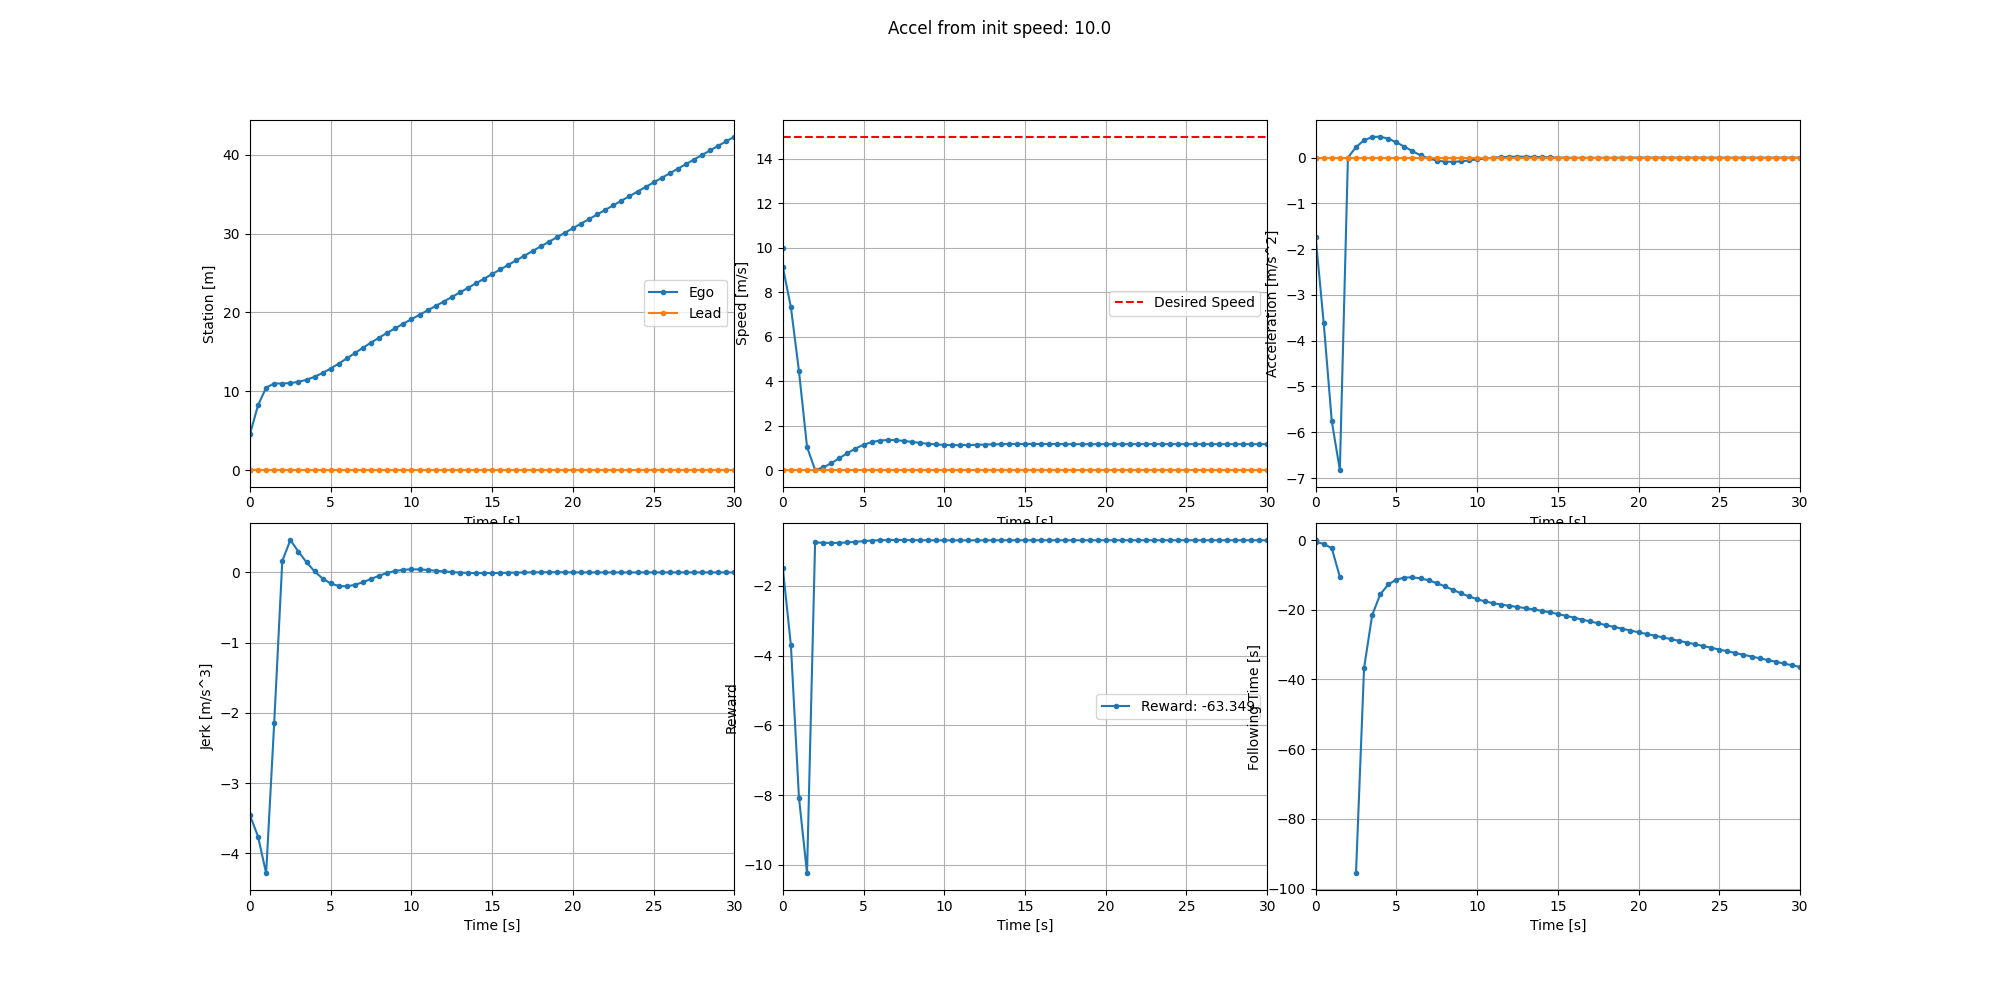 Accel from init speed: 10.0
Station [m]
40
30
20
10
0
Ego
Lead
0 5 10 15 20 25 30
Time [s]
Speed [m/s]
14
12
10
8
6
4
2
0
Desired Speed
0 5 10 15 20 25 30
Time [s]
Acceleration [m/s^2]
0
−1
−2
−3
−4
−5
−6
−7
0 5 10 15 20 25 30
Time [s]
Jerk [m/s^3]
0
−1
−2
−3
−4
0 5 10 15 20 25 30
Time [s]
Reward
−2
−4
−6
−8
−10
Reward: -63.349
0 5 10 15 20 25 30
Time [s]
Following Time [s]
0
−20
−40
−60
−80
−100
0 5 10 15 20 25 30
Time [s]